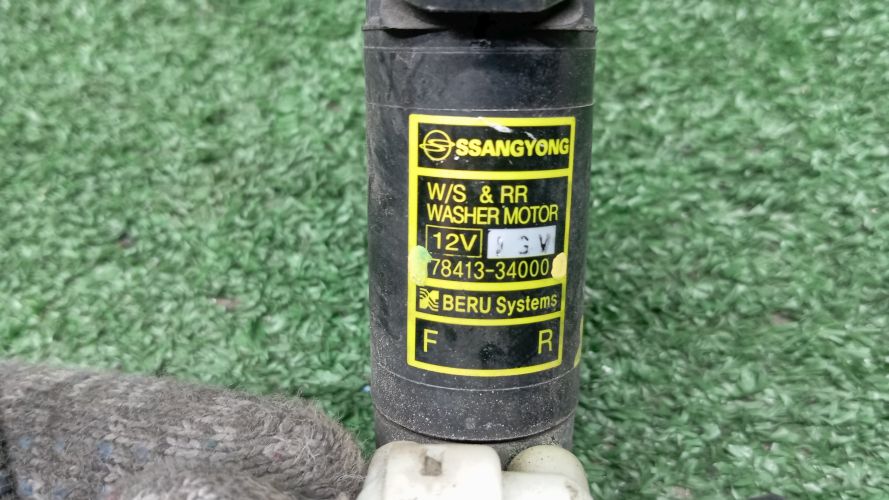 SSANGYONG
W/S & RR
WASHER MOTOR
12V
78413-34000
BERU Systems
F R